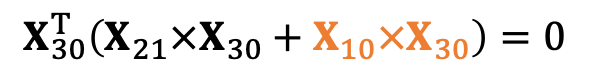 𝐗₃₀ᵀ(𝐗₂₁×𝐗₃₀ + 𝐗₁₀×𝐗₃₀) = 0